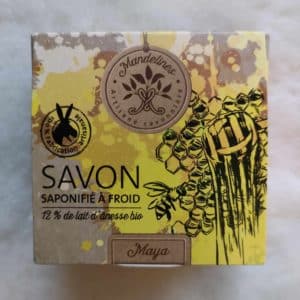 Mandelines
SAVON
SAPONIFIÉ À FROID
12 % de lait d'ânesse bio
Maya